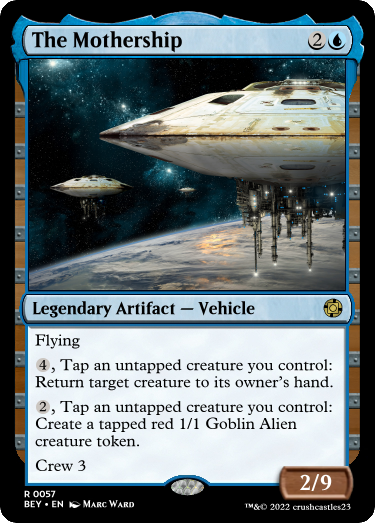 The Mothership 2
Legendary Artifact — Vehicle
Flying
4, Tap an untapped creature you control:
Return target creature to its owner's hand.
2, Tap an untapped creature you control:
Create a tapped red 1/1 Goblin Alien
creature token.
Crew 3
2/9
R 0057
BEY • EN Marc Ward
™&© 2022 crushcastles23